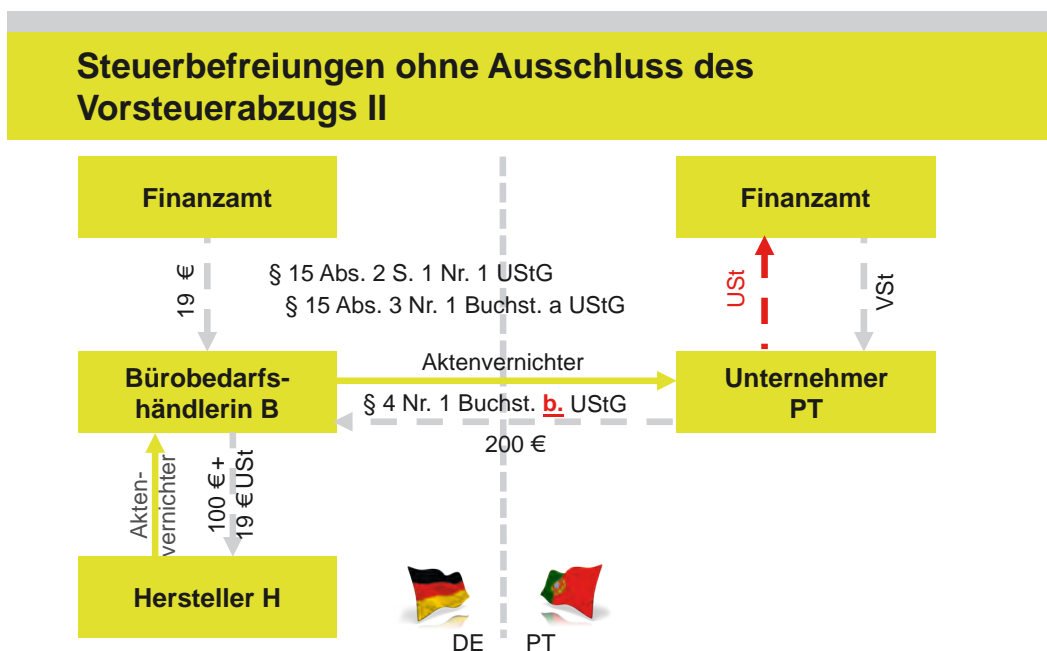 Steuerbefreiungen ohne Ausschluss des
Vorsteuerabzugs II
Finanzamt
Finanzamt
19 €
§ 15 Abs. 2 S. 1 Nr. 1 UStG
§ 15 Abs. 3 Nr. 1 Buchst. a UStG
USt
VSt
Bürobedarfs-
händlerin B
Aktenvernichter
§ 4 Nr. 1 Buchst. b. UStG
200 €
Unternehmer
PT
Akten-
vernichter
100 € +
19 € USt
Hersteller H
DE
PT